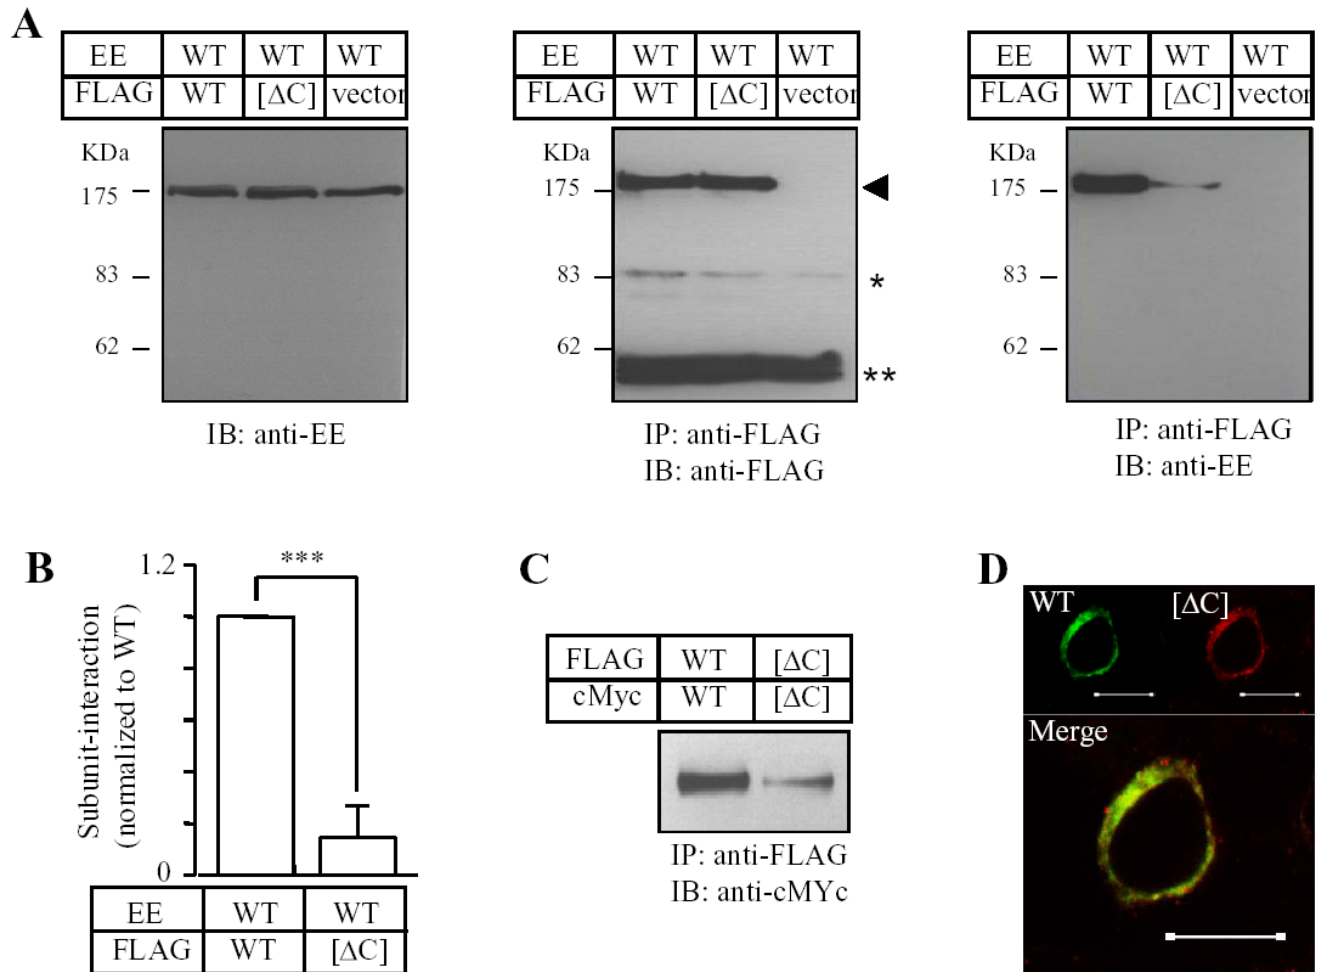 A
EE WT WT WT
FLAG WT [ΔC] vector
KDa
175
83
62
IB: anti-EE
EE WT WT WT
FLAG WT [ΔC] vector
KDa
175
83
62
*
**
IP: anti-FLAG
IB: anti-FLAG
EE WT WT WT
FLAG WT [ΔC] vector
KDa
175
83
62
IP: anti-FLAG
IB: anti-EE
B
Subunit-interaction
(normalized to WT)
1.2
0
***
EE WT WT
FLAG WT [ΔC]
C
FLAG WT [ΔC]
cMyc WT [ΔC]
IP: anti-FLAG
IB: anti-cMYc
D
WT [ΔC]
Merge